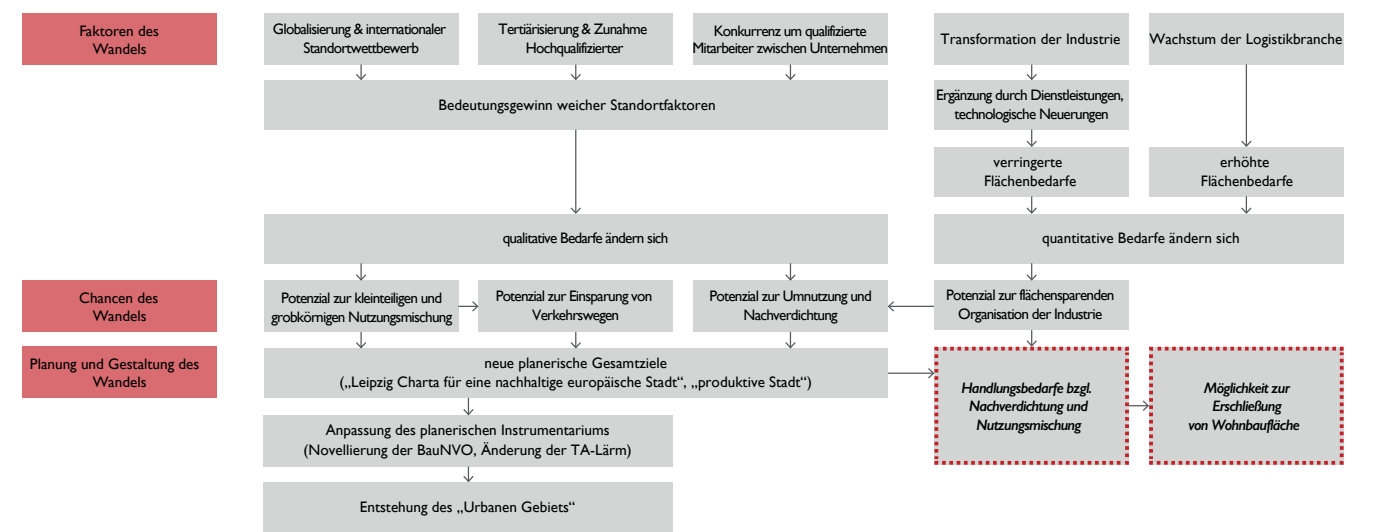 Faktoren des
Wandels
Globalisierung & internationaler
Standortwettbewerb
Tertiärisierung & Zunahme
Hochqualifizierter
Konkurrenz um qualifizierte
Mitarbeiter zwischen Unternehmen
Transformation der Industrie
Wachstum der Logistikbranche
Bedeutungsgewinn weicher Standortfaktoren
Ergänzung durch Dienstleistungen,
technologische Neuerungen
verringerte
Flächenbedarfe
erhöhte
Flächenbedarfe
qualitative Bedarfe ändern sich
quantitative Bedarfe ändern sich
Chancen des
Wandels
Potenzial zur kleinteiligen und
grobkörnigen Nutzungsmischung
Potenzial zur Einsparung von
Verkehrswegen
Potenzial zur Umnutzung und
Nachverdichtung
Potenzial zur flächensparenden
Organisation der Industrie
Planung und Gestaltung des
Wandels
neue planerische Gesamtziele
(„Leipzig Charta für eine nachhaltige europäische Stadt“, „produktive Stadt“)
Handlungsbedarfe bzgl.
Nachverdichtung und
Nutzungsmischung
Möglichkeit zur
Erschließung
von Wohnbaufläche
Anpassung des planerischen Instrumentariums
(Novellierung der BauNVO, Änderung der TA-Lärm)
Entstehung des „Urbanen Gebiets“